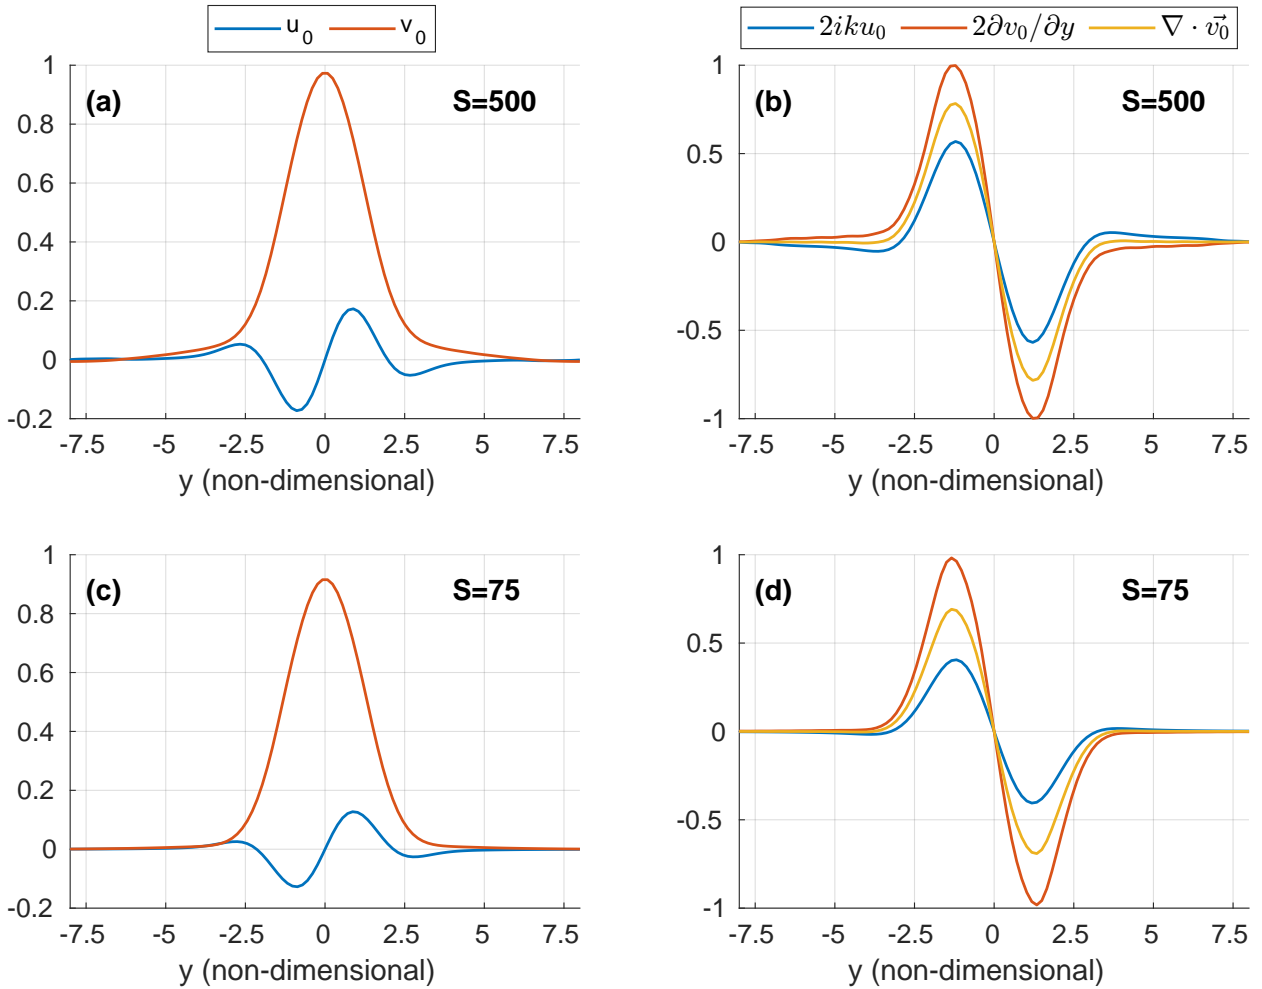 u₀ v₀
(a) S=500
1
0.8
0.6
0.4
0.2
0
-0.2
-7.5 -5 -2.5 0 2.5 5 7.5
y (non-dimensional)
2iku₀ 2∂v₀/∂y ∇ · v⃗₀
(b) S=500
1
0.5
0
-0.5
-1
-7.5 -5 -2.5 0 2.5 5 7.5
y (non-dimensional)
(c) S=75
1
0.8
0.6
0.4
0.2
0
-0.2
-7.5 -5 -2.5 0 2.5 5 7.5
y (non-dimensional)
(d) S=75
1
0.5
0
-0.5
-1
-7.5 -5 -2.5 0 2.5 5 7.5
y (non-dimensional)